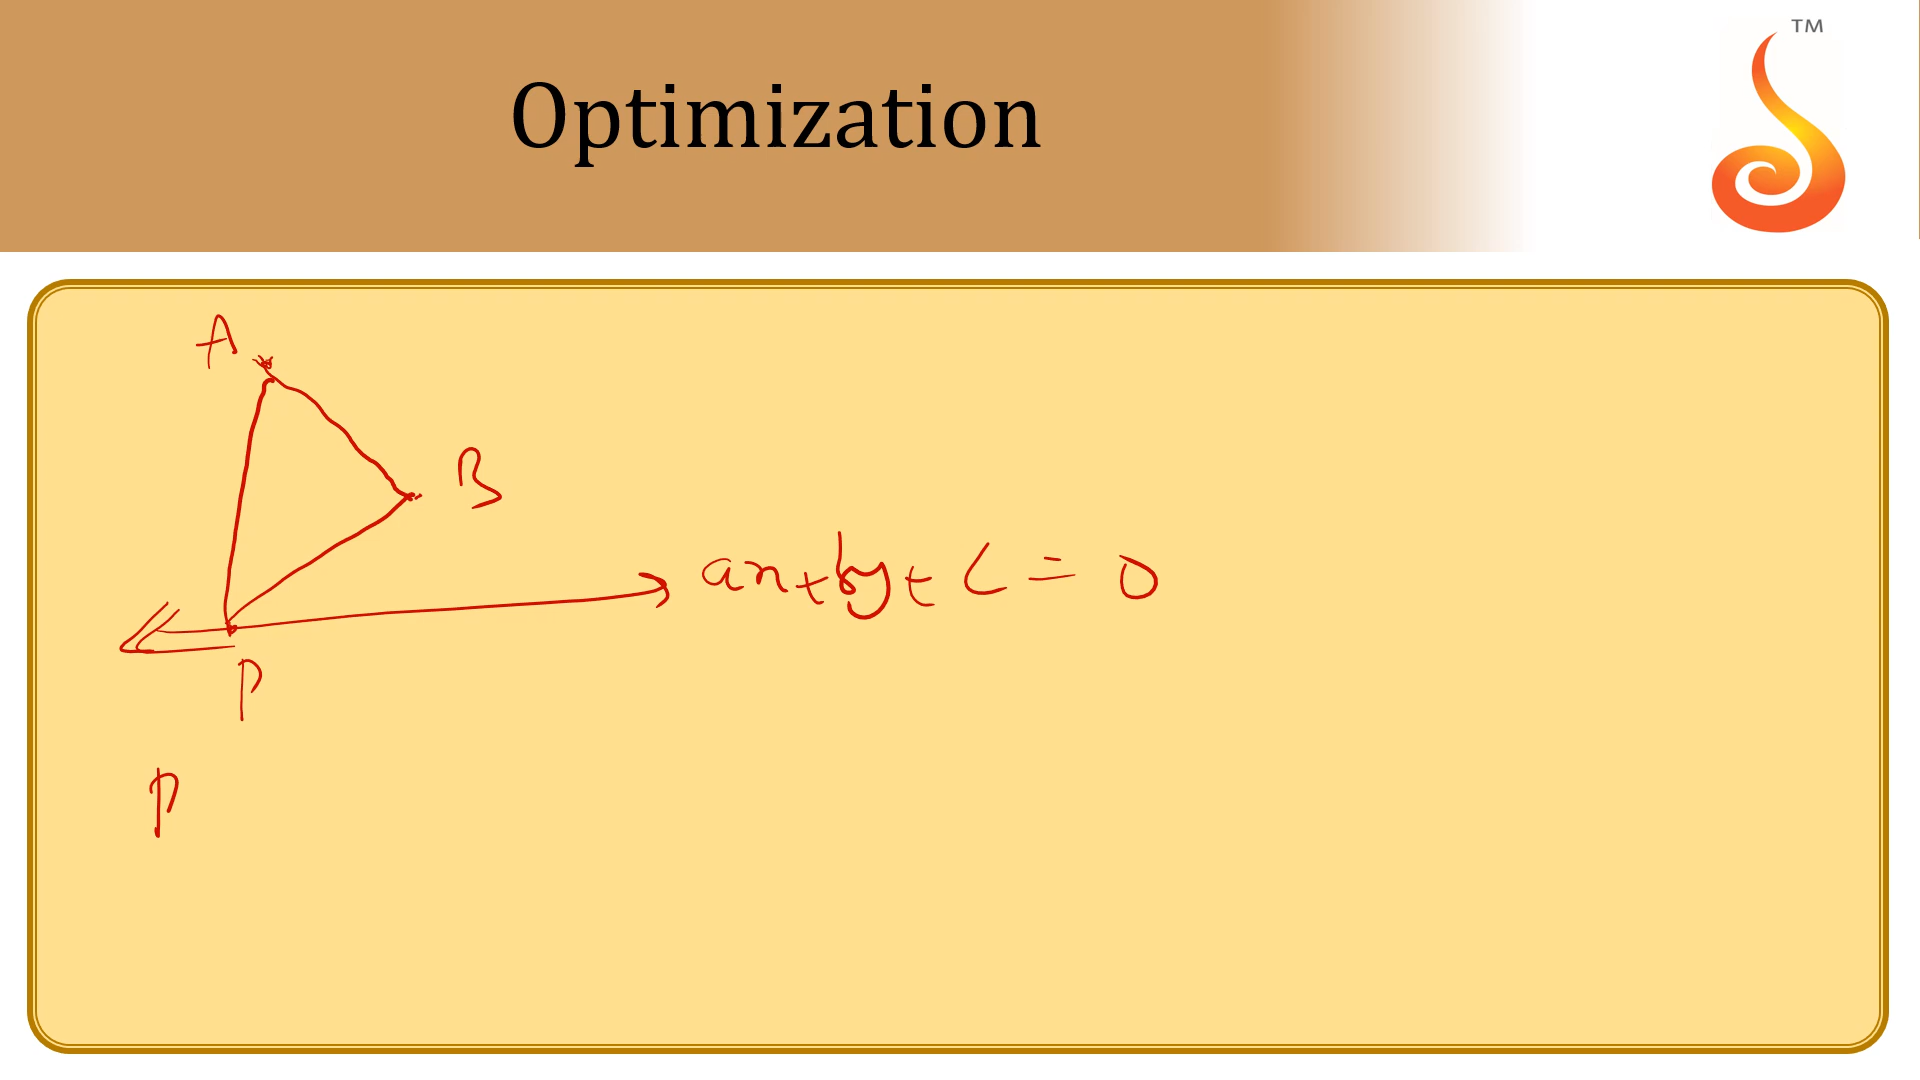 Optimization
TM
A
B
ax + by + c = 0
P
P